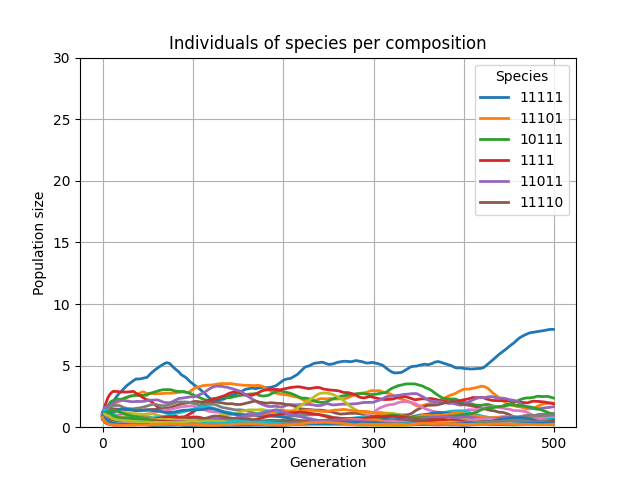 Individuals of species per composition
Species
11111
11101
10111
1111
11011
11110
30
25
20
15
10
5
0
Population size
0 100 200 300 400 500
Generation